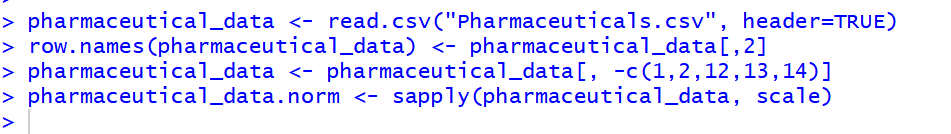 > pharmaceutical_data <- read.csv("Pharmaceuticals.csv", header=TRUE)
> row.names(pharmaceutical_data) <- pharmaceutical_data[,2]
> pharmaceutical_data <- pharmaceutical_data[, -c(1,2,12,13,14)]
> pharmaceutical_data.norm <- sapply(pharmaceutical_data, scale)
>